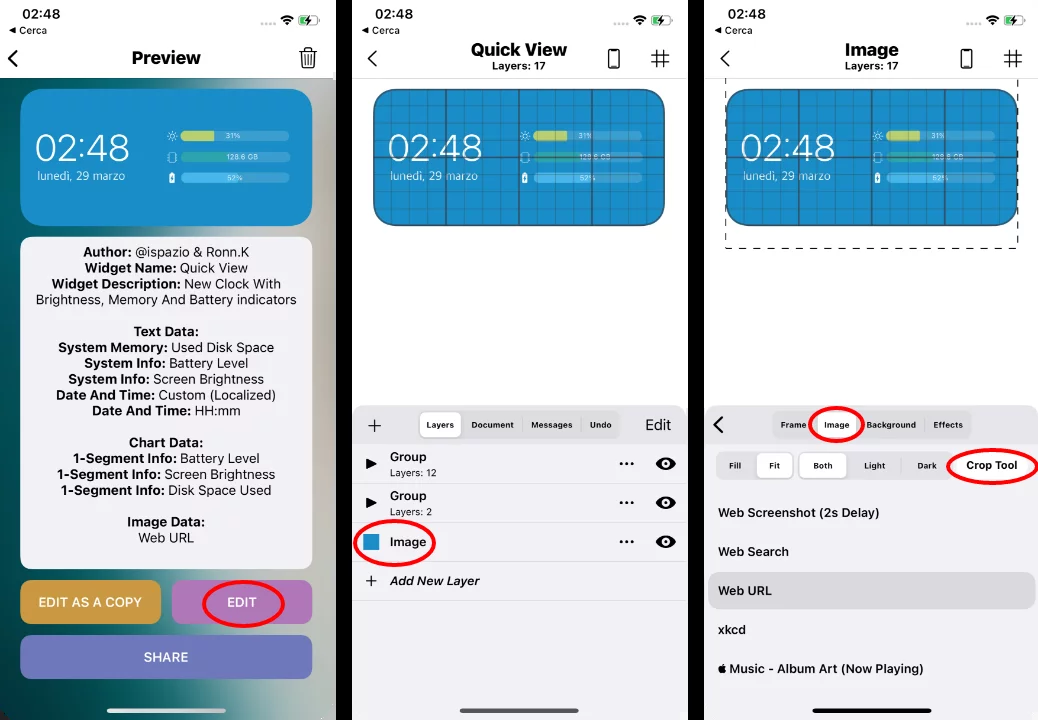 02:48
◀ Cerca
Preview
02:48
lunedì, 29 marzo
31%
128.6 GB
52%
Author: @ispazio & Ronn.K
Widget Name: Quick View
Widget Description: New Clock With
Brightness, Memory And Battery indicators
Text Data:
System Memory: Used Disk Space
System Info: Battery Level
System Info: Screen Brightness
Date And Time: Custom (Localized)
Date And Time: HH:mm
Chart Data:
1-Segment Info: Battery Level
1-Segment Info: Screen Brightness
1-Segment Info: Disk Space Used
Image Data:
Web URL
EDIT AS A COPY
EDIT
SHARE
02:48
◀ Cerca
Quick View
Layers: 17
02:48
lunedì, 29 marzo
31%
128.6 GB
52%
Layers
Document
Messages
Undo
Edit
Group
Layers: 12
Group
Layers: 2
Image
Add New Layer
02:48
◀ Cerca
Image
Layers: 17
02:48
lunedì, 29 marzo
31%
128.6 GB
52%
Frame
Image
Background
Effects
Fill
Fit
Both
Light
Dark
Crop Tool
Web Screenshot (2s Delay)
Web Search
Web URL
xkcd
Music - Album Art (Now Playing)